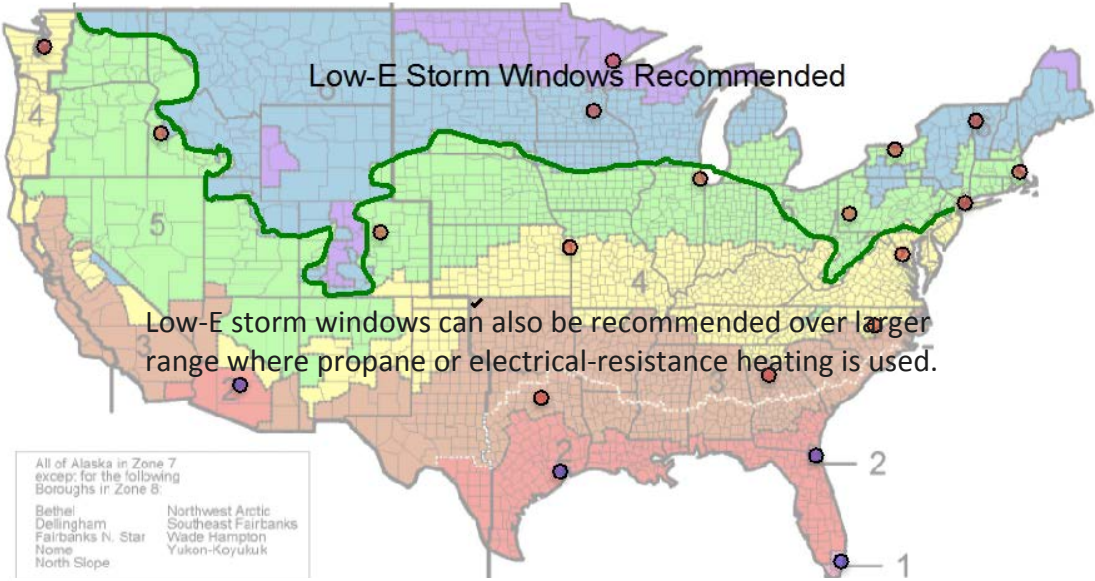 7
Low-E Storm Windows Recommended
6
4
5
4
Low-E storm windows can also be recommended over larger
range where propane or electrical-resistance heating is used.
3
3
2
2
2
1
All of Alaska in Zone 7
except for the following
Boroughs in Zone 8:
Bethel
Dellingham
Fairbanks N. Star
Nome
North Slope
Northwest Arctic
Southeast Fairbanks
Wade Hampton
Yukon-Koyukuk